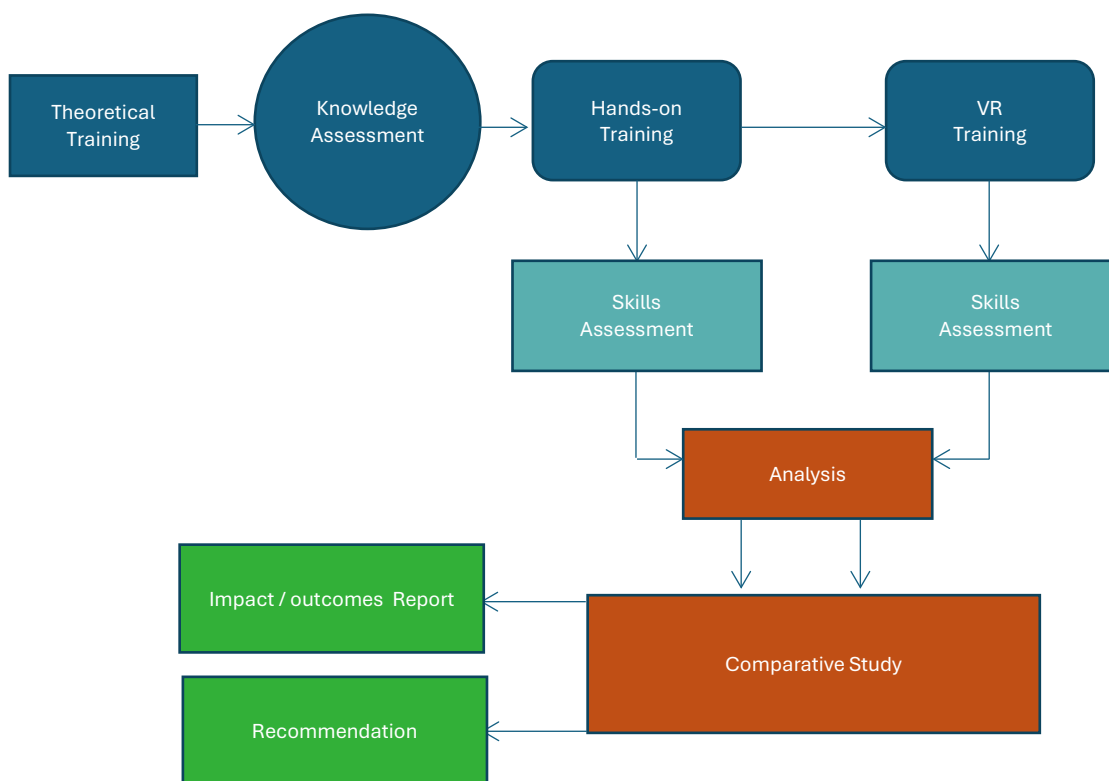 Theoretical
Training
Knowledge
Assessment
Hands-on
Training
VR
Training
Skills
Assessment
Skills
Assessment
Analysis
Impact / outcomes  Report
Comparative Study
Recommendation